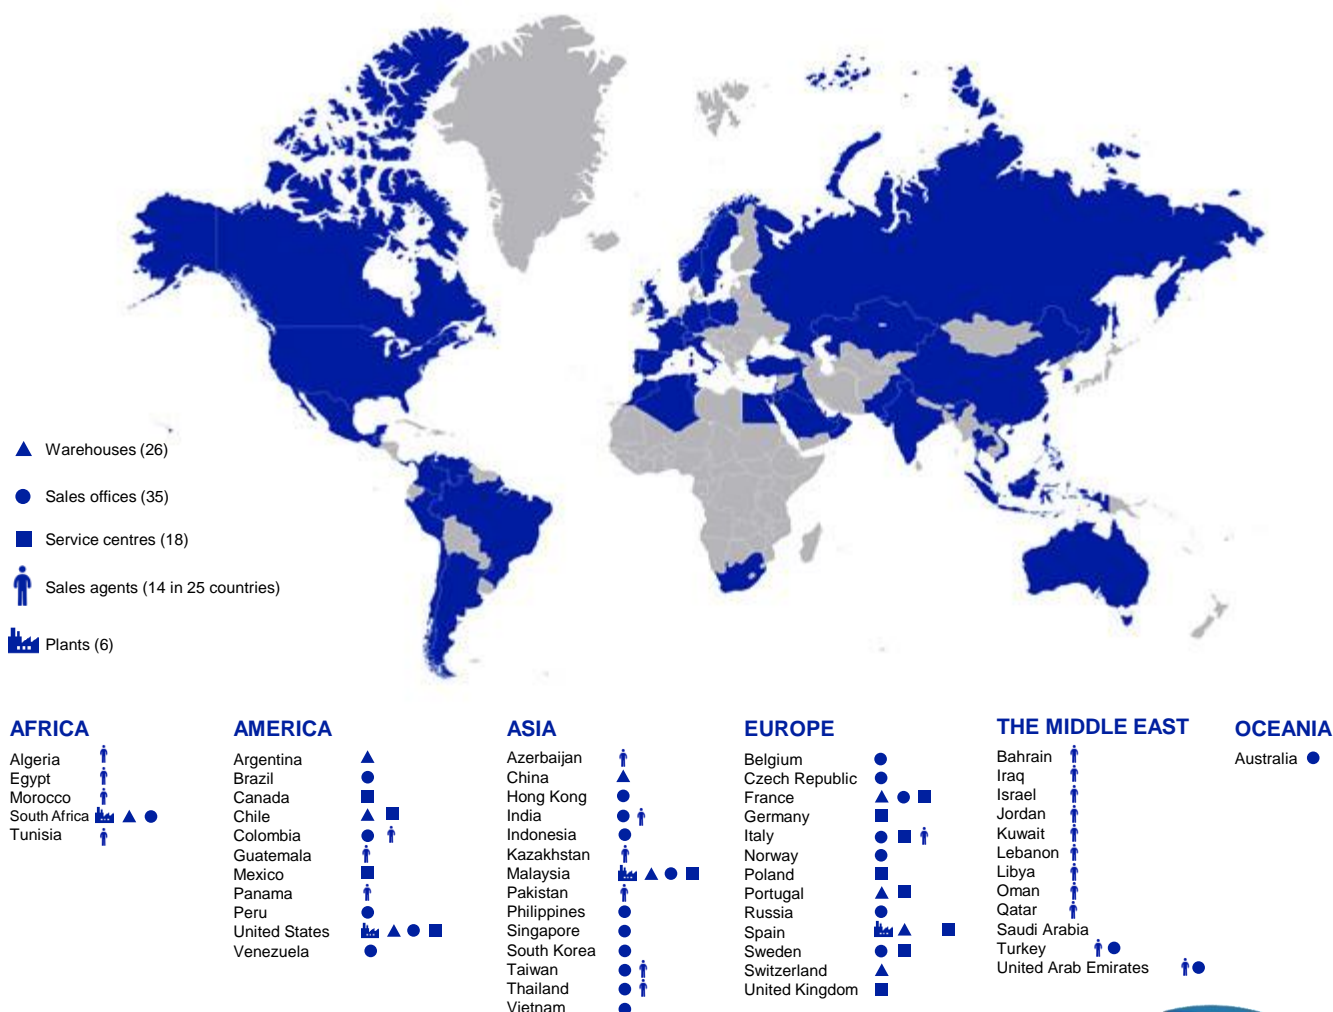 Warehouses (26)
Sales offices (35)
Service centres (18)
Sales agents (14 in 25 countries)
Plants (6)
AFRICA
Algeria
Egypt
Morocco
South Africa
Tunisia
AMERICA
Argentina
Brazil
Canada
Chile
Colombia
Guatemala
Mexico
Panama
Peru
United States
Venezuela
ASIA
Azerbaijan
China
Hong Kong
India
Indonesia
Kazakhstan
Malaysia
Pakistan
Philippines
Singapore
South Korea
Taiwan
Thailand
Vietnam
EUROPE
Belgium
Czech Republic
France
Germany
Italy
Norway
Poland
Portugal
Russia
Spain
Sweden
Switzerland
United Kingdom
THE MIDDLE EAST
Bahrain
Iraq
Israel
Jordan
Kuwait
Lebanon
Libya
Oman
Qatar
Saudi Arabia
Turkey
United Arab Emirates
OCEANIA
Australia